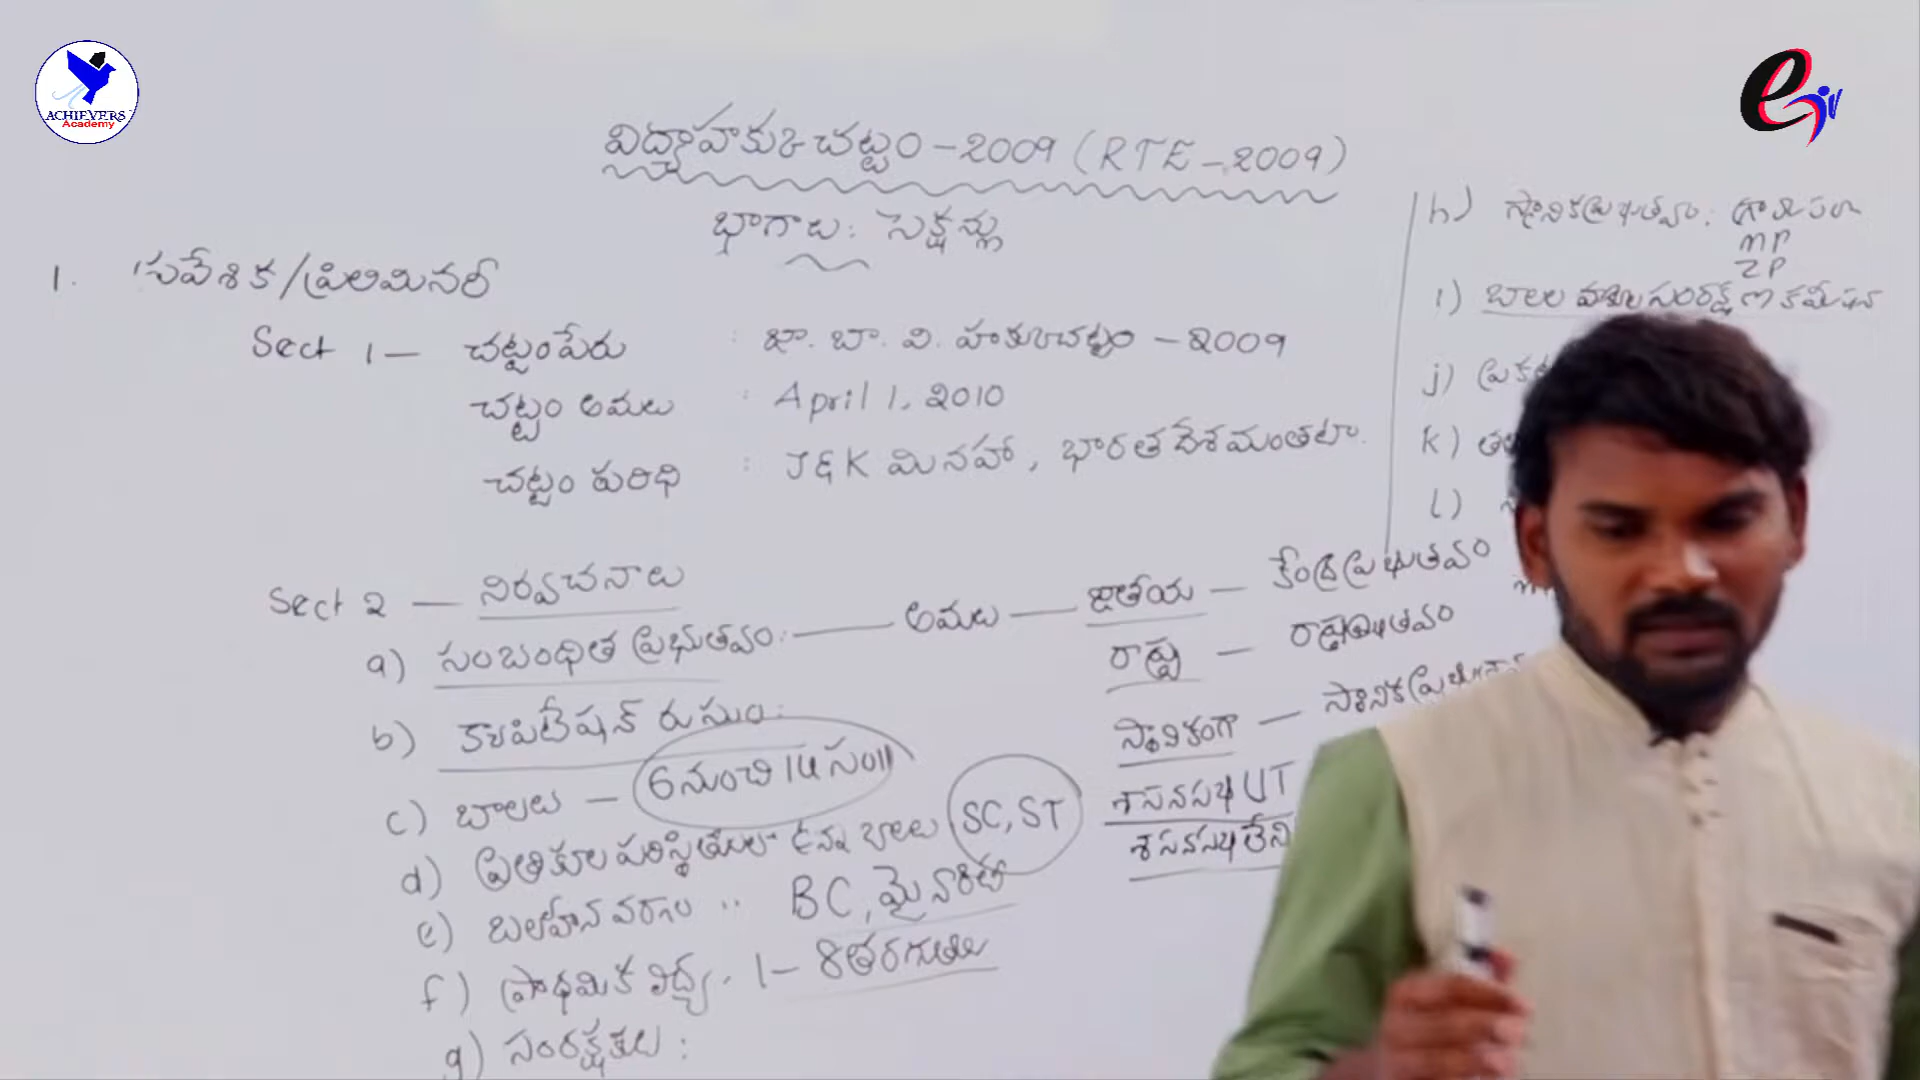 ACHIEVERS
Academy
విద్యాహక్కు చట్టం - 2009 (RTE - 2009)
భాగాలు : సెక్షన్లు
1. ప్రవేశిక/ప్రిలిమినరీ
Sect 1 — చట్టంపేరు : జా. బా. వి. హక్కుచట్టం - 2009
చట్టం అమలు : April 1, 2010
చట్టం పరిధి : J&K మినహా, భారత దేశమంతటా.
Sect 2 — నిర్వచనాలు
a) సంబంధిత ప్రభుత్వం : — అమలు — జాతీయ — కేంద్రప్రభుత్వం
రాష్ట్ర — రాష్ట్రప్రభుత్వం
స్థానికంగా — స్థానిక
శాసనసభ UT
శాసనసభ లేని
b) క్యాపిటేషన్ రుసుం :
c) బాలలు — 6 నుంచి 14 సం॥
d) ప్రతికూల పరిస్థితులలో ఉన్న బాలలు SC, ST
e) బలహీన వర్గాల .. BC, మైనారిటీ
f) ప్రాథమిక విద్య . 1 - 8 తరగతులు
g) సంరక్షకులు :
h) స్థానికప్రభుత్వం :
MP
ZP
i) బాలల హక్కుల సంరక్షణ కమీషన్
j)
k)
l)